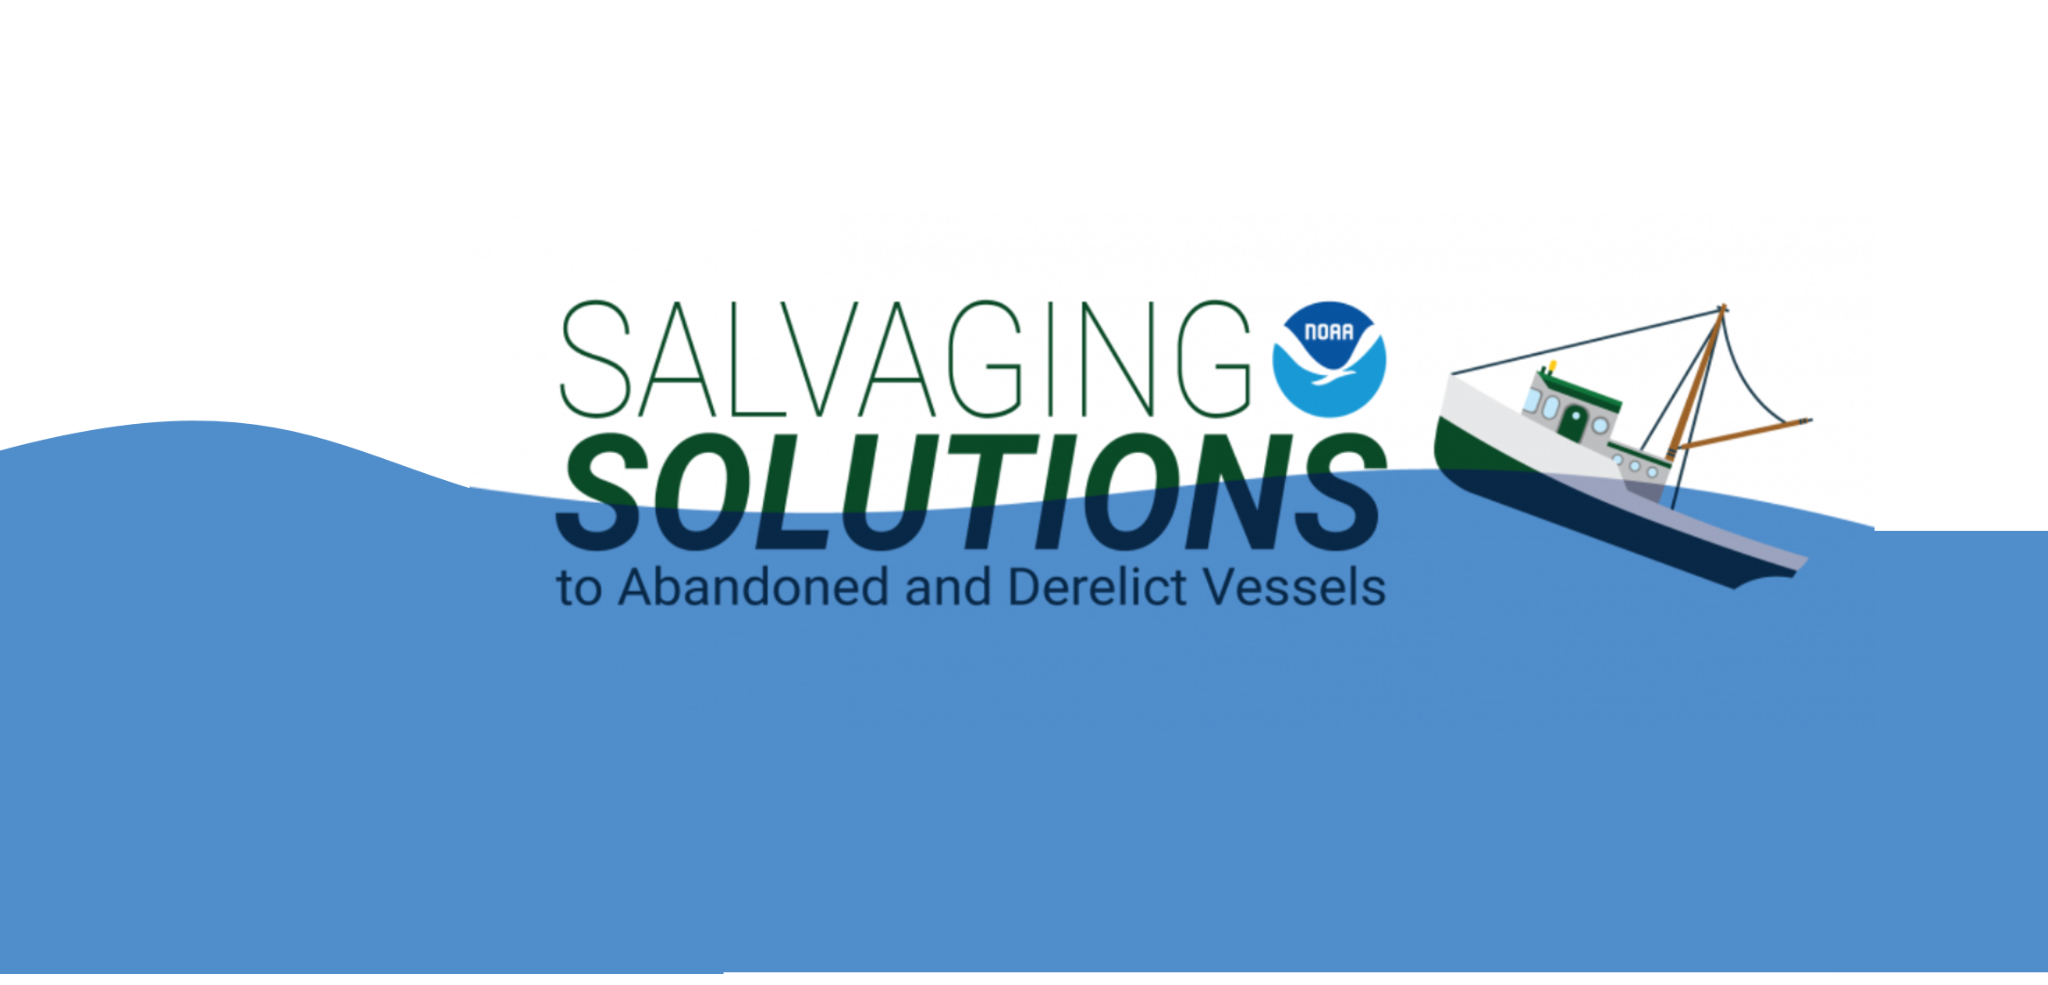 SALVAGING
NOAA
SOLUTIONS
to Abandoned and Derelict Vessels